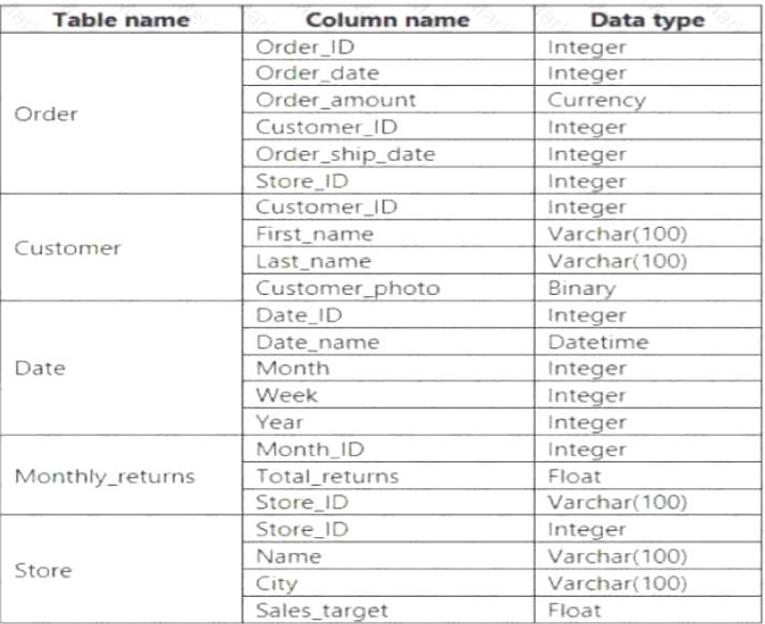 Table name Column name Data type
Order Order_ID Integer
Order_date Integer
Order_amount Currency
Customer_ID Integer
Order_ship_date Integer
Store_ID Integer
Customer Customer_ID Integer
First_name Varchar(100)
Last_name Varchar(100)
Customer_photo Binary
Date Date_ID Integer
Date_name Datetime
Month Integer
Week Integer
Year Integer
Monthly_returns Month_ID Integer
Total_returns Float
Store_ID Varchar(100)
Store Store_ID Integer
Name Varchar(100)
City Varchar(100)
Sales_target Float